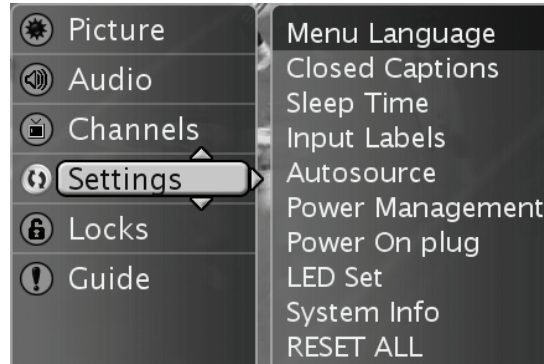 Picture
Audio
Channels
Settings
Locks
Guide
Menu Language
Closed Captions
Sleep Time
Input Labels
Autosource
Power Management
Power On plug
LED Set
System Info
RESET ALL